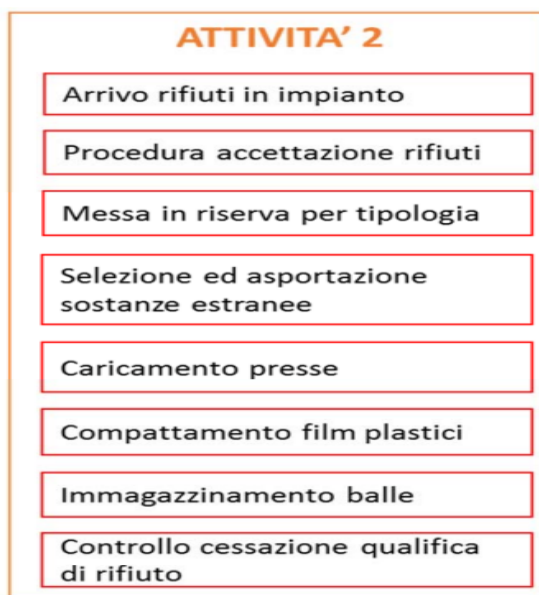 ATTIVITA’ 2
Arrivo rifiuti in impianto
Procedura accettazione rifiuti
Messa in riserva per tipologia
Selezione ed asportazione
sostanze estranee
Caricamento presse
Compattamento film plastici
Immagazzinamento balle
Controllo cessazione qualifica
di rifiuto